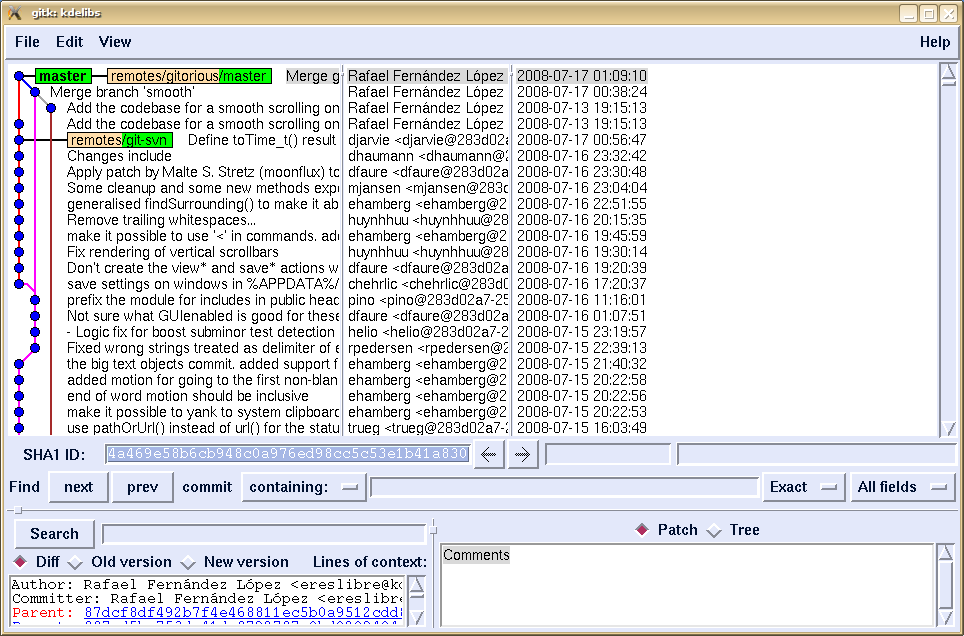 gitk: kdelibs
File Edit View Help
master remotes/gitorious/master Merge g Rafael Fernández López 2008-07-17 01:09:10
Merge branch 'smooth' Rafael Fernández López 2008-07-17 00:38:24
Add the codebase for a smooth scrolling on Rafael Fernández López 2008-07-13 19:15:13
Add the codebase for a smooth scrolling on Rafael Fernández López 2008-07-13 19:15:13
remotes/git-svn Define toTime_t() result djarvie <djarvie@283d02a 2008-07-17 00:56:47
Changes include dhaumann <dhaumann@2 2008-07-16 23:32:42
Apply patch by Malte S. Stretz (moonflux) to dfaure <dfaure@283d02a7 2008-07-16 23:30:48
Some cleanup and some new methods exp mjansen <mjansen@283d 2008-07-16 23:04:04
generalised findSurrounding() to make it ab ehamberg <ehamberg@2 2008-07-16 22:51:55
Remove trailing whitespaces... huynhhuu <huynhhuu@28 2008-07-16 20:15:35
make it possible to use '<' in commands. add ehamberg <ehamberg@2 2008-07-16 19:45:59
Fix rendering of vertical scrollbars huynhhuu <huynhhuu@28 2008-07-16 19:30:14
Don't create the view* and save* actions w dfaure <dfaure@283d02a 2008-07-16 19:20:39
save settings on windows in %APPDATA%/ chehrlic <chehrlic@283d0 2008-07-16 17:20:37
prefix the module for includes in public head pino <pino@283d02a7-25 2008-07-16 11:16:01
Not sure what GUIenabled is good for these dfaure <dfaure@283d02a 2008-07-16 01:07:51
- Logic fix for boost subminor test detection helio <helio@283d02a7-2 2008-07-15 23:19:57
Fixed wrong strings treated as delimiter of e rpedersen <rpedersen@2 2008-07-15 22:39:13
the big text objects commit. added support f ehamberg <ehamberg@2 2008-07-15 21:40:32
added motion for going to the first non-blan ehamberg <ehamberg@2 2008-07-15 20:22:58
end of word motion should be inclusive ehamberg <ehamberg@2 2008-07-15 20:22:56
make it possible to yank to system clipboard ehamberg <ehamberg@2 2008-07-15 20:22:53
use pathOrUrl() instead of url() for the statu trueg <trueg@283d02a7-2 2008-07-15 16:03:49
SHA1 ID: 4a469e58b6cb948c0a976ed98cc5c53e1b41a830
Find next prev commit containing: Exact All fields
Search Patch Tree
Diff Old version New version Lines of context:
Comments
Author: Rafael Fernández López <ereslibre@k
Committer: Rafael Fernández López <ereslibre
Parent: 87dcf8df492b7f4e468811ec5b0a9512cdd